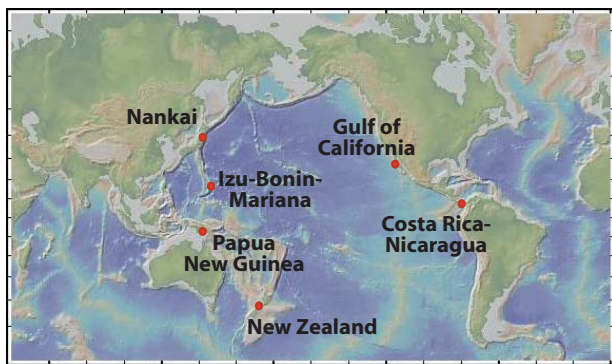 Nankai
Gulf of
California
Izu-Bonin-
Mariana
Costa Rica-
Nicaragua
Papua
New Guinea
New Zealand